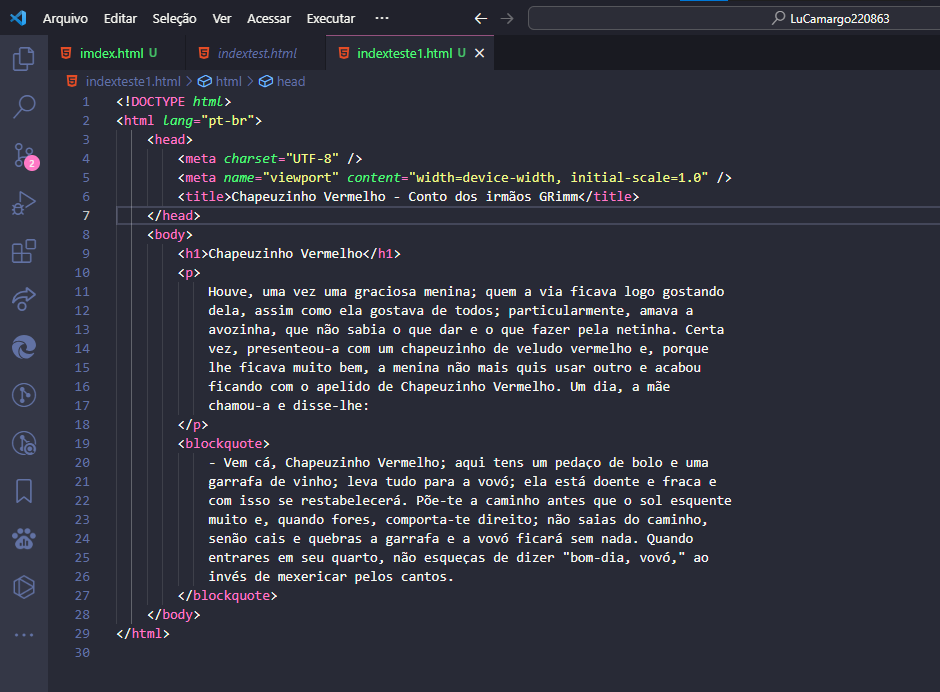 Arquivo Editar Seleção Ver Acessar Executar ··· LuCamargo220863
imdex.html U indextest.html indexteste1.html U
indexteste1.html > html > head
1 <!DOCTYPE html>
2 <html lang="pt-br">
3 <head>
4 <meta charset="UTF-8" />
5 <meta name="viewport" content="width=device-width, initial-scale=1.0" />
6 <title>Chapeuzinho Vermelho - Conto dos irmãos GRimm</title>
7 </head>
8 <body>
9 <h1>Chapeuzinho Vermelho</h1>
10 <p>
11 Houve, uma vez uma graciosa menina; quem a via ficava logo gostando
12 dela, assim como ela gostava de todos; particularmente, amava a
13 avozinha, que não sabia o que dar e o que fazer pela netinha. Certa
14 vez, presenteou-a com um chapeuzinho de veludo vermelho e, porque
15 lhe ficava muito bem, a menina não mais quis usar outro e acabou
16 ficando com o apelido de Chapeuzinho Vermelho. Um dia, a mãe
17 chamou-a e disse-lhe:
18 </p>
19 <blockquote>
20 - Vem cá, Chapeuzinho Vermelho; aqui tens um pedaço de bolo e uma
21 garrafa de vinho; leva tudo para a vovó; ela está doente e fraca e
22 com isso se restabelecerá. Põe-te a caminho antes que o sol esquente
23 muito e, quando fores, comporta-te direito; não saias do caminho,
24 senão cais e quebras a garrafa e a vovó ficará sem nada. Quando
25 entrares em seu quarto, não esqueças de dizer "bom-dia, vovó," ao
26 invés de mexericar pelos cantos.
27 </blockquote>
28 </body>
29 </html>
30
2